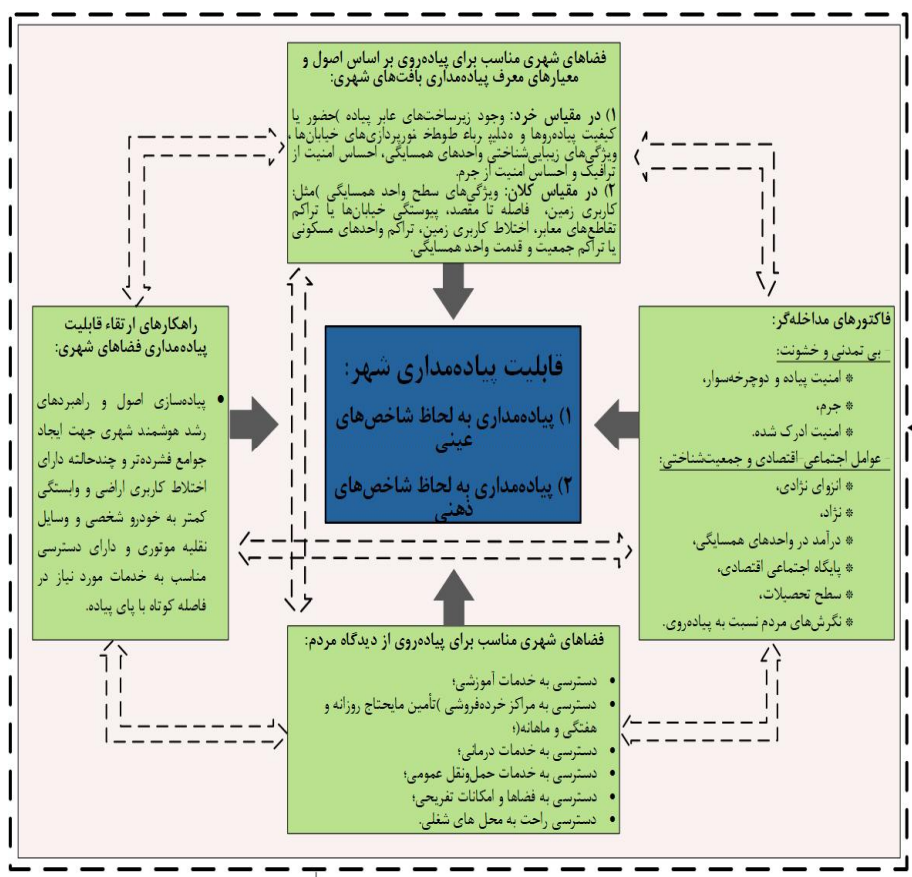 فضاهای شهری مناسب برای پیاده‌روی بر اساس اصول و
معیارهای معرف پیاده‌مداری بافت‌های شهری:
۱) در مقیاس خرد: وجود زیرساخت‌های عابر پیاده )حضور یا
کیفیت پیاده‌روها و نورپردازی‌های خیابان‌ها،
ویژگی‌های زیبایی‌شناختی واحدهای همسایگی، احساس امنیت از
ترافیک و احساس امنیت از جرم.
۲) در مقیاس کلان: ویژگی‌های سطح واحد همسایگی )مثل:
کاربری زمین، فاصله تا مقصد، پیوستگی خیابان‌ها یا تراکم
تقاطع‌های معابر، اختلاط کاربری زمین، تراکم واحدهای مسکونی
یا تراکم جمعیت و قدمت واحد همسایگی.
فاکتورهای مداخله‌گر:
- بی تمدنی و خشونت:
* امنیت پیاده و دوچرخه‌سوار،
* جرم،
* امنیت ادرک شده.
- عوامل اجتماعی-اقتصادی و جمعیت‌شناختی:
* انزوای نژادی،
* نژاد،
* درآمد در واحدهای همسایگی،
* پایگاه اجتماعی اقتصادی،
* سطح تحصیلات،
* نگرش‌های مردم نسبت به پیاده‌روی.
قابلیت پیاده‌مداری شهر:
۱) پیاده‌مداری به لحاظ شاخص‌های
عینی
۲) پیاده‌مداری به لحاظ شاخص‌های
ذهنی
راهکارهای ارتقاء قابلیت
پیاده‌مداری فضاهای شهری:
• پیاده‌سازی اصول و راهبردهای
رشد هوشمند شهری جهت ایجاد
جوامع فشرده‌تر و چندحالته دارای
اختلاط کاربری اراضی و وابستگی
کمتر به خودرو شخصی و وسایل
نقلیه موتوری و دارای دسترسی
مناسب به خدمات مورد نیاز در
فاصله کوتاه با پای پیاده.
فضاهای شهری مناسب برای پیاده‌روی از دیدگاه مردم:
• دسترسی به خدمات آموزشی؛
• دسترسی به مراکز خرده‌فروشی )تأمین مایحتاج روزانه و
هفتگی و ماهانه(؛
• دسترسی به خدمات درمانی؛
• دسترسی به خدمات حمل‌ونقل عمومی؛
• دسترسی به فضاها و امکانات تفریحی؛
• دسترسی راحت به محل های شغلی.